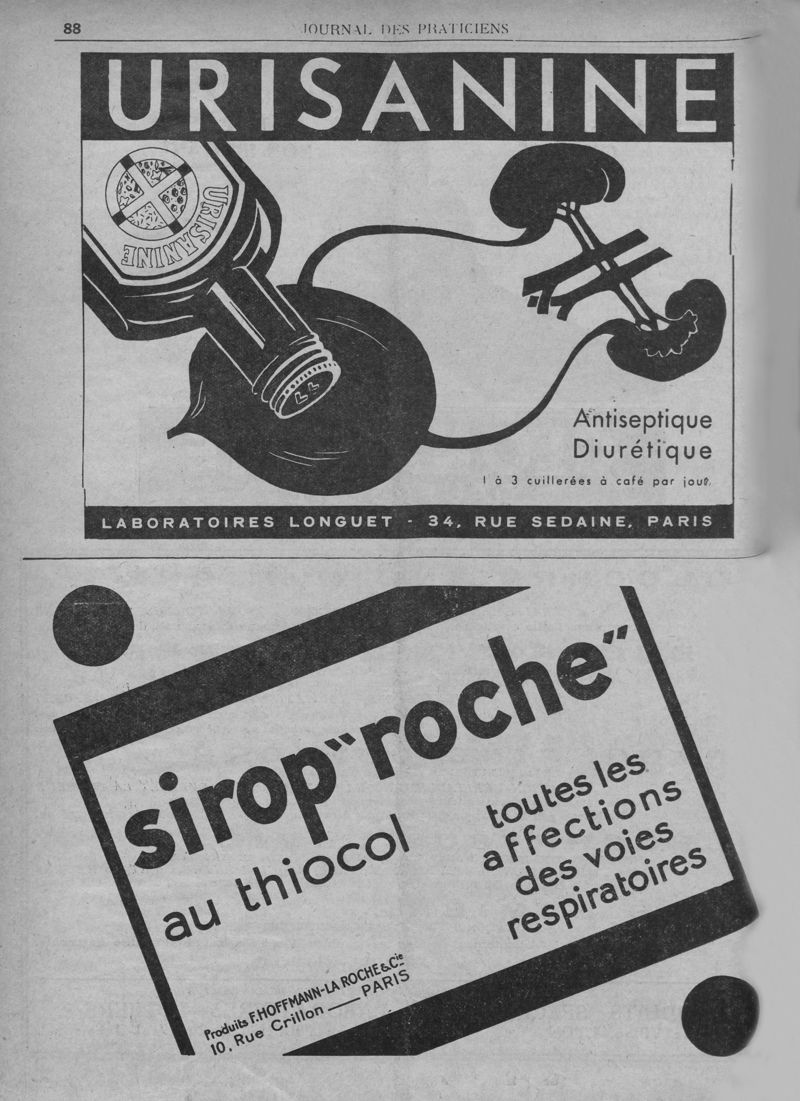 88
JOURNAL DES PRATICIENS
URISANINE
URISANINE
URISANINE
LL
Antiseptique
Diurétique
1 à 3 cuillerées à café par jour.
LABORATOIRES LONGUET - 34, RUE SEDAINE, PARIS
sirop "roche"
au thiocol
toutes les
affections
des voies
respiratoires
Produits F. HOFFMANN-LA ROCHE & Cie
10, Rue Crillon — PARIS